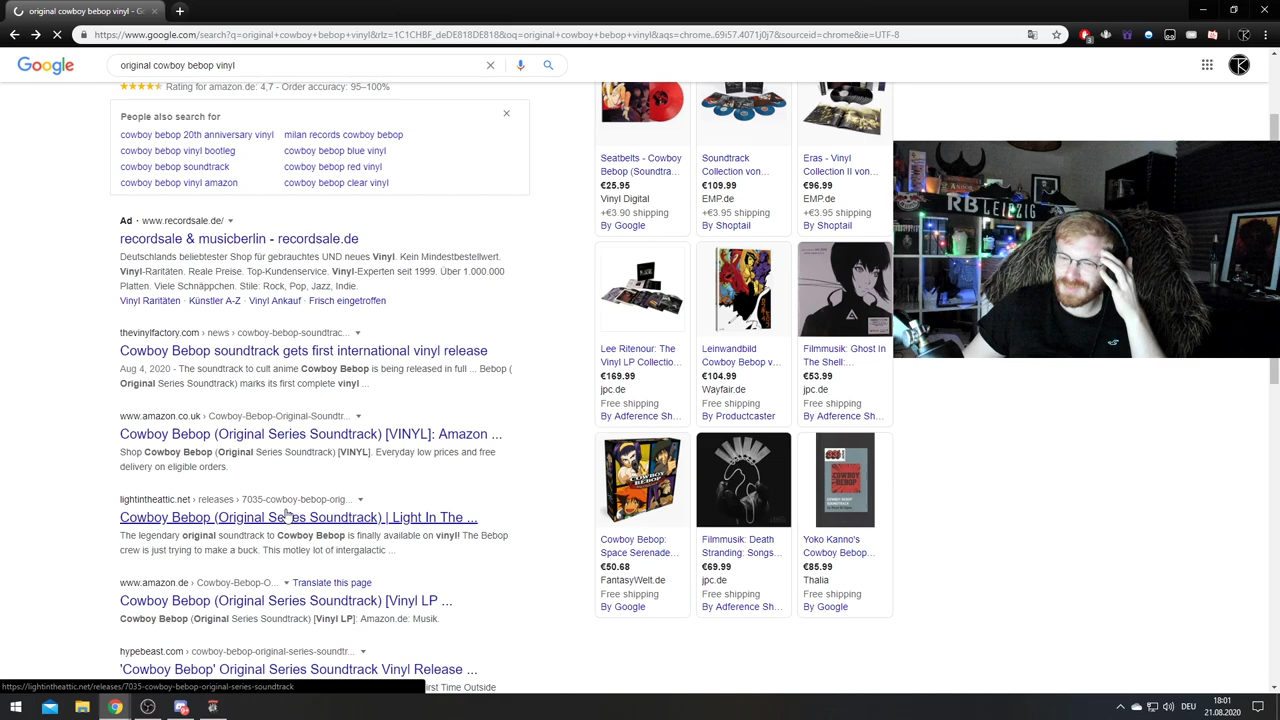 original cowboy bebop vinyl - G
https://www.google.com/search?q=original+cowboy+bebop+vinyl&rlz=1C1CHBF_deDE818DE818&oq=original+cowboy+bebop+vinyl&aqs=chrome..69i57.4071j0j7&sourceid=chrome&ie=UTF-8
Google
original cowboy bebop vinyl
Rating for amazon.de: 4,7 - Order accuracy: 95–100%
People also search for
cowboy bebop 20th anniversary vinyl
milan records cowboy bebop
cowboy bebop vinyl bootleg
cowboy bebop blue vinyl
cowboy bebop soundtrack
cowboy bebop red vinyl
cowboy bebop vinyl amazon
cowboy bebop clear vinyl
Ad · www.recordsale.de/
recordsale & musicberlin - recordsale.de
Deutschlands beliebtester Shop für gebrauchtes UND neues Vinyl. Kein Mindestbestellwert.
Vinyl-Raritäten. Reale Preise. Top-Kundenservice. Vinyl-Experten seit 1999. Über 1.000.000
Platten. Viele Schnäppchen. Stile: Rock, Pop, Jazz, Indie.
Vinyl Raritäten · Künstler A-Z · Vinyl Ankauf · Frisch eingetroffen
thevinylfactory.com › news › cowboy-bebop-soundtrac...
Cowboy Bebop soundtrack gets first international vinyl release
Aug 4, 2020 - The soundtrack to cult anime Cowboy Bebop is being released in full ... Bebop (
Original Series Soundtrack) marks its first complete vinyl ...
www.amazon.co.uk › Cowboy-Bebop-Original-Soundtr...
Cowboy Bebop (Original Series Soundtrack) [VINYL]: Amazon ...
Shop Cowboy Bebop (Original Series Soundtrack) [VINYL]. Everyday low prices and free
delivery on eligible orders.
lightintheattic.net › releases › 7035-cowboy-bebop-orig...
Cowboy Bebop (Original Series Soundtrack) | Light In The ...
The legendary original soundtrack to Cowboy Bebop is finally available on vinyl! The Bebop
crew is just trying to make a buck. This motley lot of intergalactic ...
www.amazon.de › Cowboy-Bebop-O...
Translate this page
Cowboy Bebop (Original Series Soundtrack) [Vinyl LP ...
Cowboy Bebop (Original Series Soundtrack) [Vinyl LP]: Amazon.de: Musik.
hypebeast.com › cowboy-bebop-original-series-soundtr...
'Cowboy Bebop' Original Series Soundtrack Vinyl Release ...
irst Time Outside
https://lightintheattic.net/releases/7035-cowboy-bebop-original-series-soundtrack
Seatbelts - Cowboy
Bebop (Soundtra...
€25.95
Vinyl Digital
+€3.90 shipping
By Google
Soundtrack
Collection von...
€109.99
EMP.de
+€3.95 shipping
By Shoptail
Eras - Vinyl
Collection II von...
€96.99
EMP.de
+€3.95 shipping
By Shoptail
Lee Ritenour: The
Vinyl LP Collectio...
€169.99
jpc.de
Free shipping
By Adference Sh...
Leinwandbild
Cowboy Bebop v...
€104.99
Wayfair.de
Free shipping
By Productcaster
Filmmusik: Ghost In
The Shell:...
€53.99
jpc.de
Free shipping
By Adference Sh...
COWBOY
BEBOP
Cowboy Bebop:
Space Serenade...
€50.68
FantasyWelt.de
Free shipping
By Google
Filmmusik: Death
Stranding: Songs...
€69.99
jpc.de
Free shipping
By Adference Sh...
COWBOY
BEBOP
Yoko Kanno's
Cowboy Bebop...
€85.99
Thalia
Free shipping
By Google
RB LEIPZIG
DEU
18:01
21.08.2020